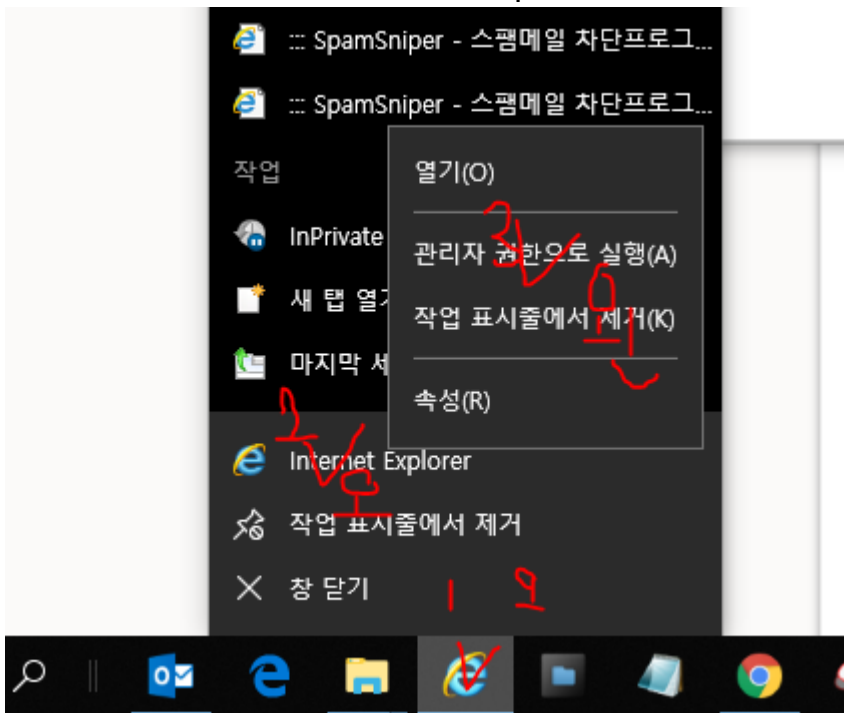 ::: SpamSniper - 스팸메일 차단프로그...
::: SpamSniper - 스팸메일 차단프로그...
작업
열기(O)
InPrivate
관리자 권한으로 실행(A)
새 탭 열기
작업 표시줄에서 제거(K)
마지막 세
속성(R)
2
3
Internet Explorer
오
작업 표시줄에서 제거
창 닫기
1 오